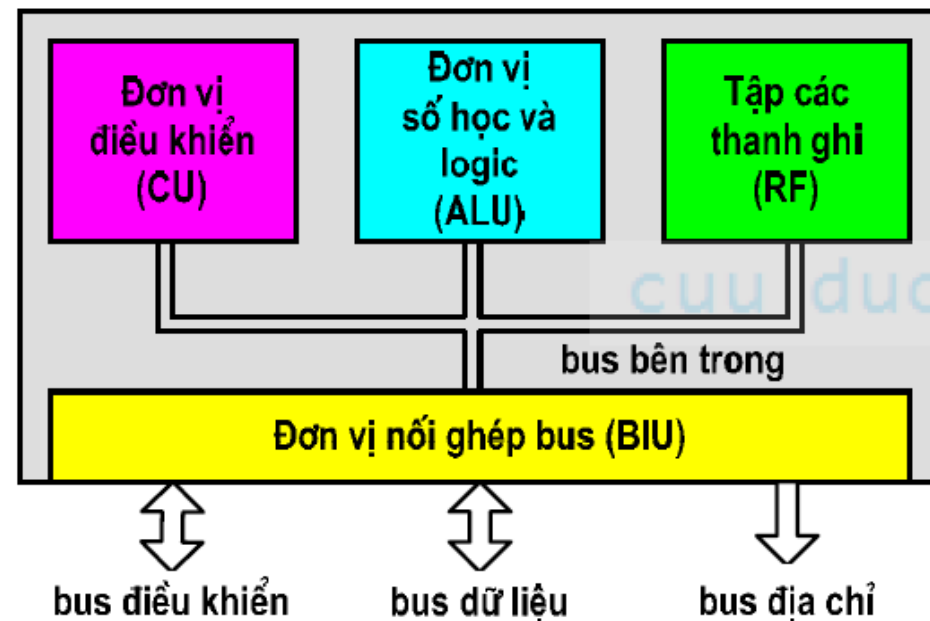 Đơn vị
điều khiển
(CU)
Đơn vị
số học và
logic
(ALU)
Tập các
thanh ghi
(RF)
cuu duo
bus bên trong
Đơn vị nối ghép bus (BIU)
bus điều khiển
bus dữ liệu
bus địa chỉ